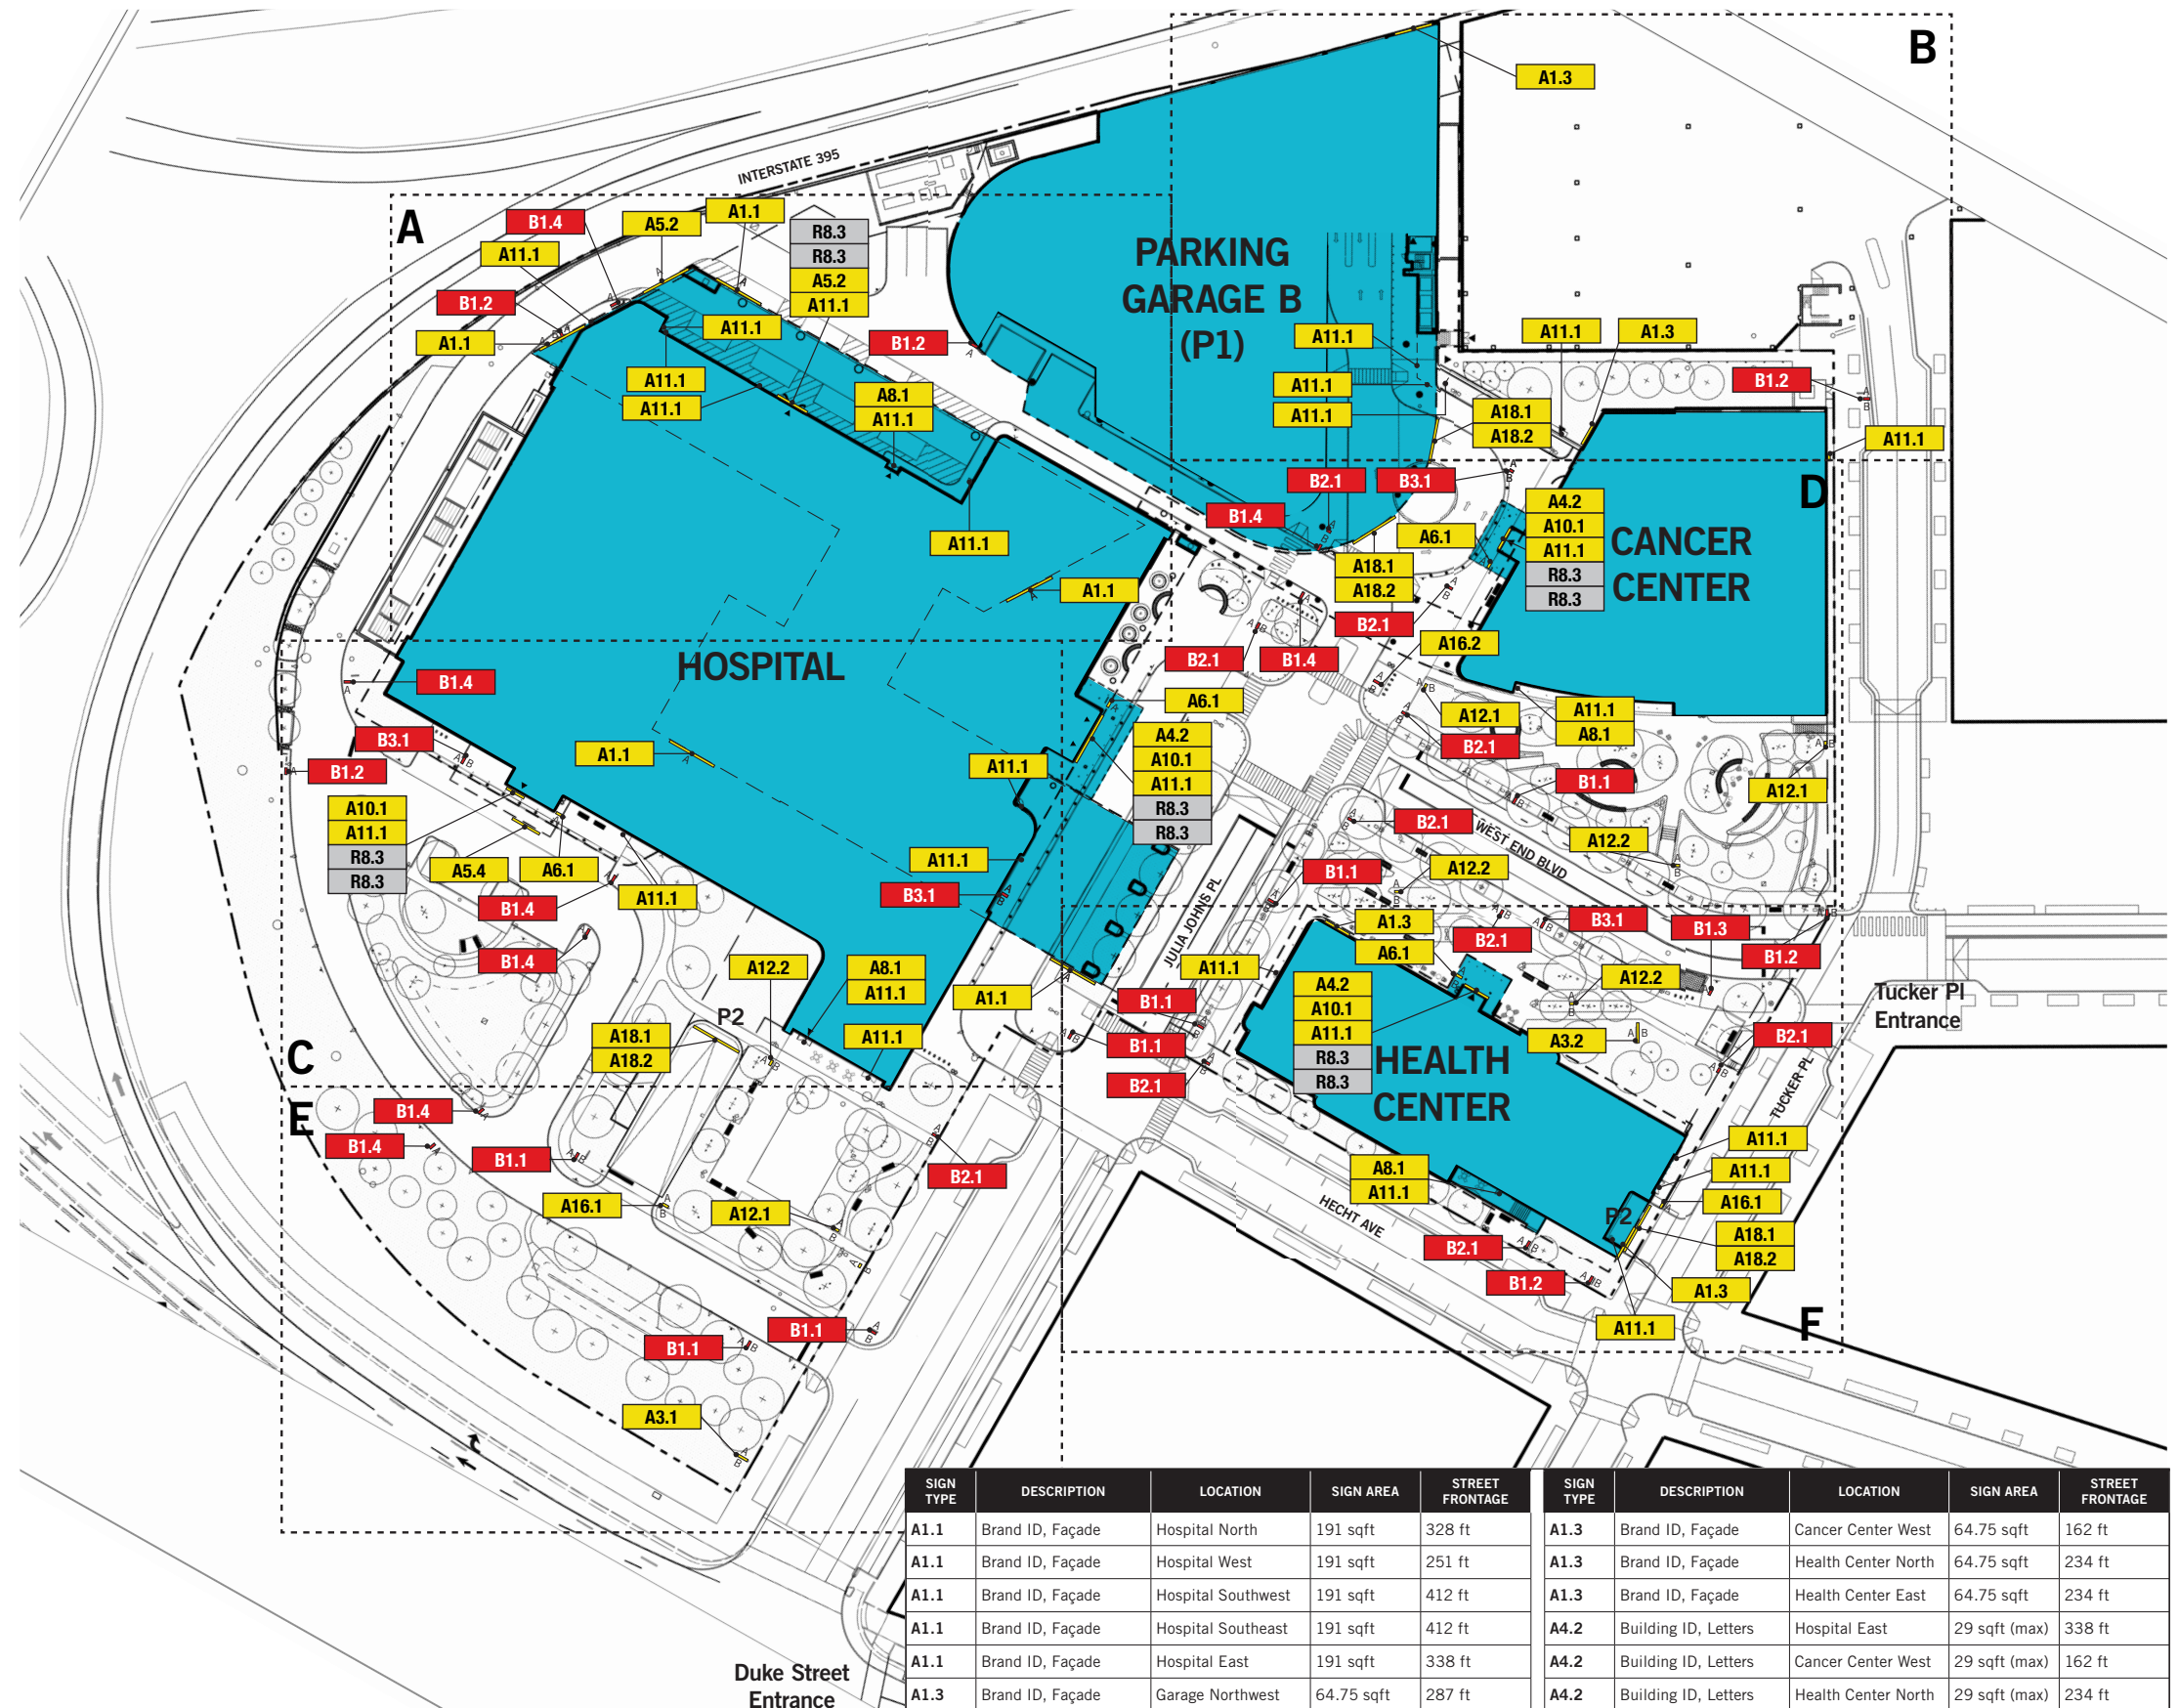 B
A1.3
INTERSTATE 395
A
B1.4
A5.2
A1.1
R8.3
R8.3
A5.2
A11.1
A11.1
B1.2
A1.1
A11.1
A11.1
A11.1
B1.2
A8.1
A11.1
PARKING
GARAGE B
(P1)
A11.1
A11.1
A11.1
A11.1
A1.3
B1.2
A18.1
A18.2
A11.1
D
B2.1
B3.1
B1.4
A6.1
A4.2
A10.1
A11.1
R8.3
R8.3
CANCER
CENTER
A11.1
A18.1
A18.2
A1.1
B2.1
A16.2
B2.1
B1.4
HOSPITAL
B1.4
A6.1
A12.1
A11.1
A8.1
B3.1
A1.1
A11.1
A4.2
A10.1
A11.1
R8.3
R8.3
B2.1
B1.1
A12.1
B1.2
A10.1
A11.1
R8.3
R8.3
A5.4
A6.1
A11.1
B1.4
A11.1
B3.1
B2.1
WEST END BLVD
A12.2
B1.1
A12.2
JULIA JOHNS PL
A1.3
B3.1
B1.3
B2.1
A6.1
B1.2
B1.4
A12.2
A8.1
A11.1
A11.1
A1.1
A11.1
A4.2
A10.1
A11.1
R8.3
R8.3
A12.2
Tucker Pl
Entrance
B1.1
A18.1
A18.2
P2
B1.1
A3.2
B2.1
HEALTH
CENTER
C
B2.1
TUCKER PL
E
B1.4
B1.4
B1.1
B2.1
A11.1
A11.1
A8.1
A11.1
A16.1
A16.1
A12.1
HECHT AVE
P2
A18.1
A18.2
B2.1
B1.2
A1.3
A11.1
F
B1.1
B1.1
A3.1
Duke Street
Entrance
SIGN TYPE DESCRIPTION LOCATION SIGN AREA STREET FRONTAGE
A1.1 Brand ID, Façade Hospital North 191 sqft 328 ft
A1.1 Brand ID, Façade Hospital West 191 sqft 251 ft
A1.1 Brand ID, Façade Hospital Southwest 191 sqft 412 ft
A1.1 Brand ID, Façade Hospital Southeast 191 sqft 412 ft
A1.1 Brand ID, Façade Hospital East 191 sqft 338 ft
A1.3 Brand ID, Façade Garage Northwest 64.75 sqft 287 ft
SIGN TYPE DESCRIPTION LOCATION SIGN AREA STREET FRONTAGE
A1.3 Brand ID, Façade Cancer Center West 64.75 sqft 162 ft
A1.3 Brand ID, Façade Health Center North 64.75 sqft 234 ft
A1.3 Brand ID, Façade Health Center East 64.75 sqft 234 ft
A4.2 Building ID, Letters Hospital East 29 sqft (max) 338 ft
A4.2 Building ID, Letters Cancer Center West 29 sqft (max) 162 ft
A4.2 Building ID, Letters Health Center North 29 sqft (max) 234 ft